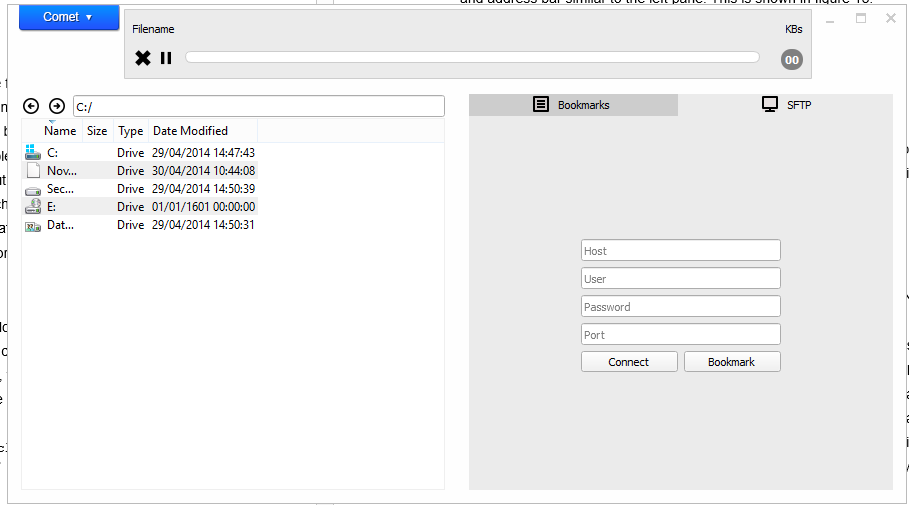 and address bar similar to the left pane. This is shown in figure 16.
Comet
Filename
KBs
00
C:/
Name Size Type Date Modified
C: Drive 29/04/2014 14:47:43
Nov... Drive 30/04/2014 10:44:08
Sec... Drive 29/04/2014 14:50:39
E: Drive 01/01/1601 00:00:00
Dat... Drive 29/04/2014 14:50:31
Bookmarks
SFTP
Host
User
Password
Port
Connect Bookmark